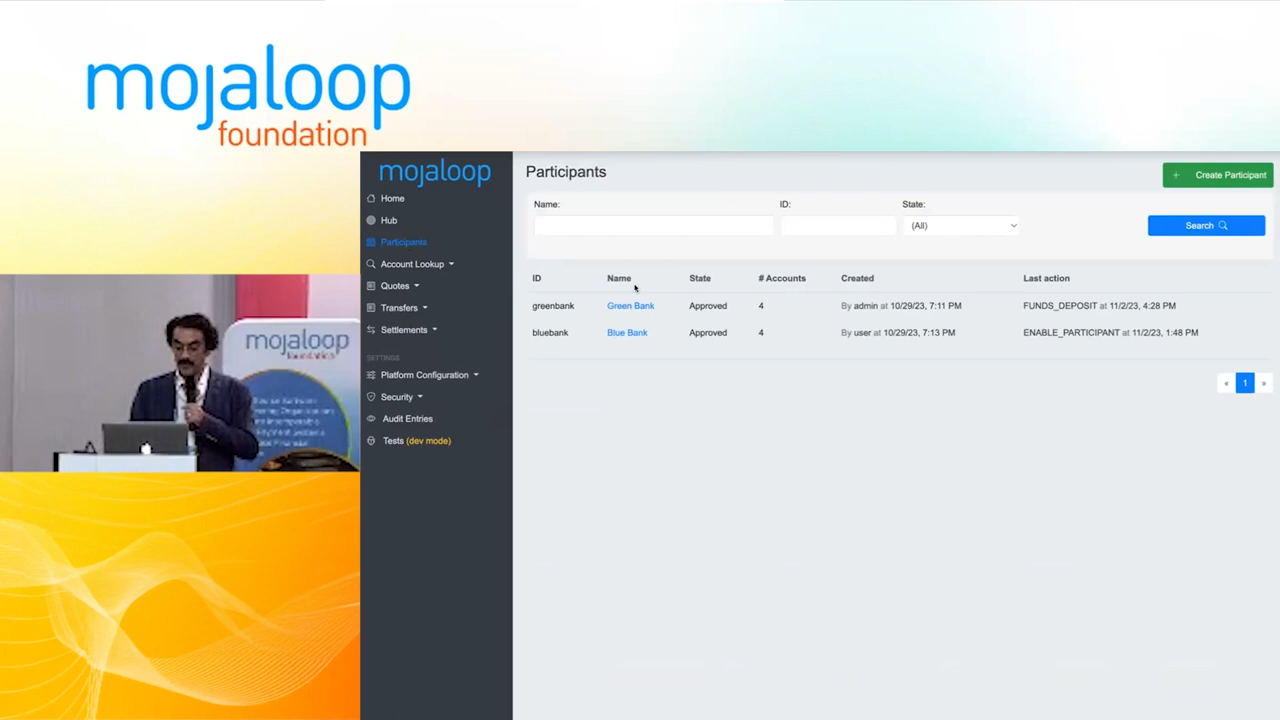 mojaloop
foundation
mojaloop
Home
Hub
Participants
Account Lookup
Quotes
Transfers
Settlements
SETTINGS
Platform Configuration
Security
Audit Entries
Tests (dev mode)
Participants
+ Create Participant
Name: ID: State:
(All)
Search
ID Name State # Accounts Created Last action
greenbank Green Bank Approved 4 By admin at 10/29/23, 7:11 PM FUNDS_DEPOSIT at 11/2/23, 4:28 PM
bluebank Blue Bank Approved 4 By user at 10/29/23, 7:13 PM ENABLE_PARTICIPANT at 11/2/23, 1:48 PM
« 1 »
mojaloop
foundation